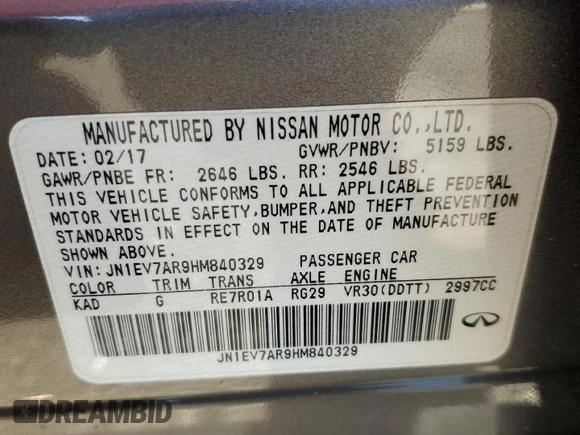 MANUFACTURED BY NISSAN MOTOR CO.,LTD.
DATE: 02/17 GVWR/PNBV: 5159 LBS.
GAWR/PNBE FR: 2646 LBS. RR: 2546 LBS.
THIS VEHICLE CONFORMS TO ALL APPLICABLE FEDERAL
MOTOR VEHICLE SAFETY,BUMPER,AND THEFT PREVENTION
STANDARDS IN EFFECT ON THE DATE OF MANUFACTURE
SHOWN ABOVE.
VIN: JN1EV7AR9HM840329 PASSENGER CAR
COLOR TRIM TRANS AXLE ENGINE
KAD G RE7R01A RG29 VR30(DDTT) 2997CC
JN1EV7AR9HM840329
DREAMBID